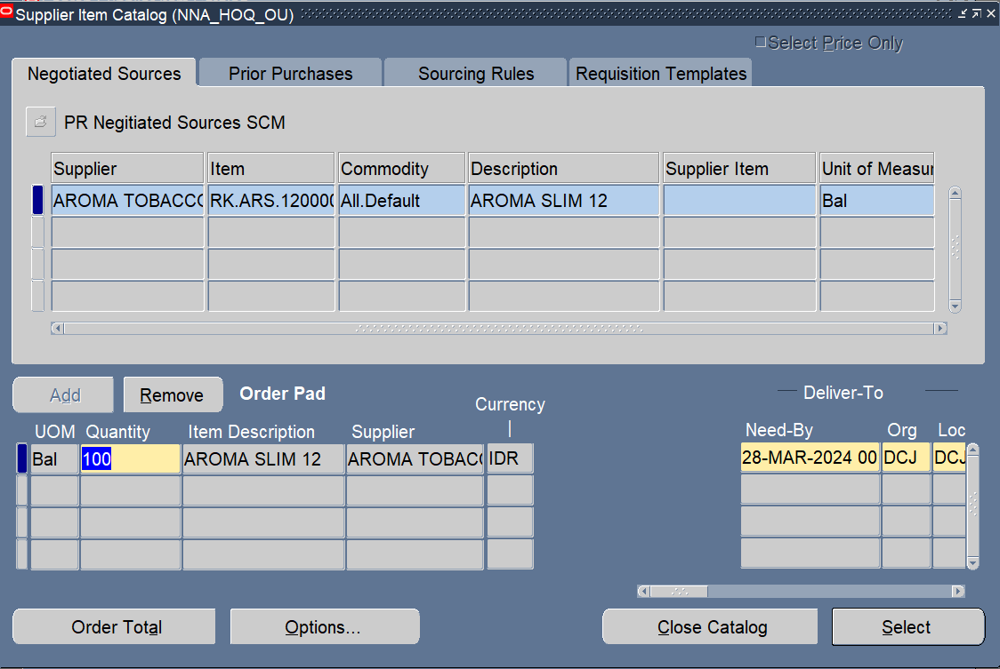 Supplier Item Catalog (NNA_HOQ_OU)
Select Price Only
Negotiated Sources Prior Purchases Sourcing Rules Requisition Templates
PR Negitiated Sources SCM
Supplier Item Commodity Description Supplier Item Unit of Measur
AROMA TOBACCO RK.ARS.120000 All.Default AROMA SLIM 12 Bal
Add Remove Order Pad
Currency
Deliver-To
UOM Quantity Item Description Supplier Need-By Org Loc
Bal 100 AROMA SLIM 12 AROMA TOBACC IDR 28-MAR-2024 00 DCJ DCJ
Order Total Options... Close Catalog Select